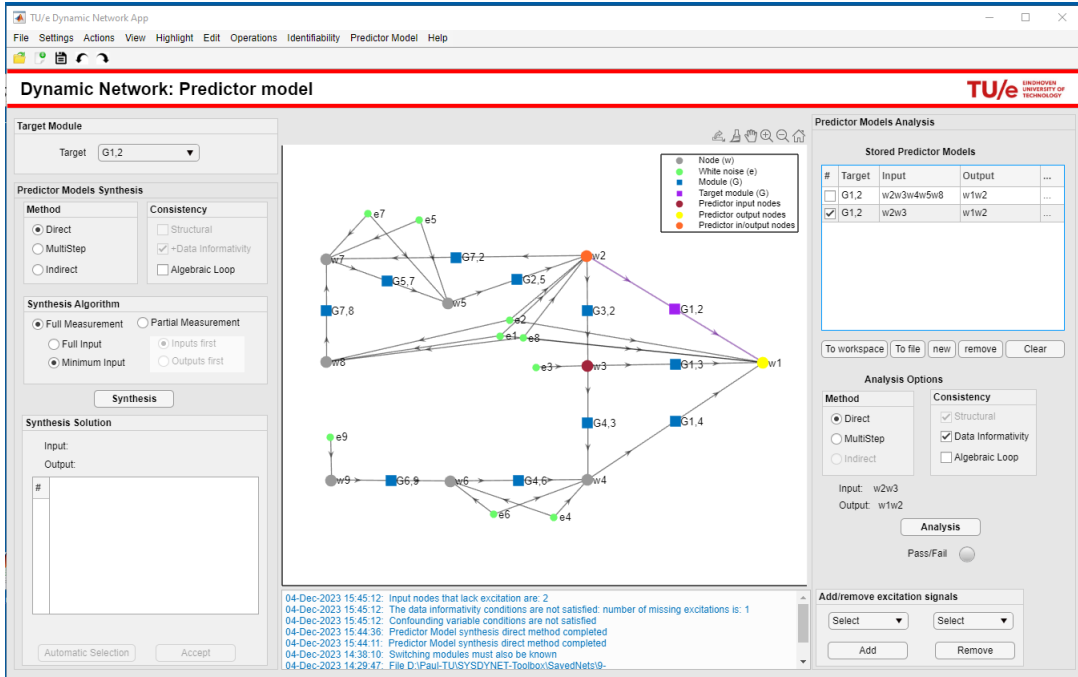 TU/e Dynamic Network App
File Settings Actions View Highlight Edit Operations Identifiability Predictor Model Help
Dynamic Network: Predictor model
TU/e EINDHOVEN UNIVERSITY OF TECHNOLOGY
Target Module
Target G1,2
Predictor Models Synthesis
Method
Direct
MultiStep
Indirect
Consistency
Structural
+Data Informativity
Algebraic Loop
Synthesis Algorithm
Full Measurement
Partial Measurement
Full Input
Minimum Input
Inputs first
Outputs first
Synthesis
Synthesis Solution
Input:
Output:
#
Automatic Selection
Accept
Node (w)
White noise (e)
Module (G)
Target module (G)
Predictor input nodes
Predictor output nodes
Predictor in/output nodes
e7
e5
w7
G7,2
w2
G5,7
G2,5
w5
G7,8
G3,2
G1,2
e2
e1
e8
w8
e3
w3
G1,3
w1
G4,3
G1,4
e9
w9
G6,9
w6
G4,6
w4
e6
e4
04-Dec-2023 15:45:12: Input nodes that lack excitation are: 2
04-Dec-2023 15:45:12: The data informativity conditions are not satisfied: number of missing excitations is: 1
04-Dec-2023 15:45:12: Confounding variable conditions are not satisfied
04-Dec-2023 15:44:36: Predictor Model synthesis direct method completed
04-Dec-2023 15:44:11: Predictor Model synthesis direct method completed
04-Dec-2023 14:38:10: Switching modules must also be known
04-Dec-2023 14:29:47: File D:\Paul-TU\SYSDYNET-Toolbox\SavedNets\9-
Predictor Models Analysis
Stored Predictor Models
# Target Input Output ...
G1,2 w2w3w4w5w8 w1w2 ...
G1,2 w2w3 w1w2 ...
To workspace To file new remove Clear
Analysis Options
Method
Direct
MultiStep
Indirect
Consistency
Structural
Data Informativity
Algebraic Loop
Input: w2w3
Output: w1w2
Analysis
Pass/Fail
Add/remove excitation signals
Select Select
Add Remove